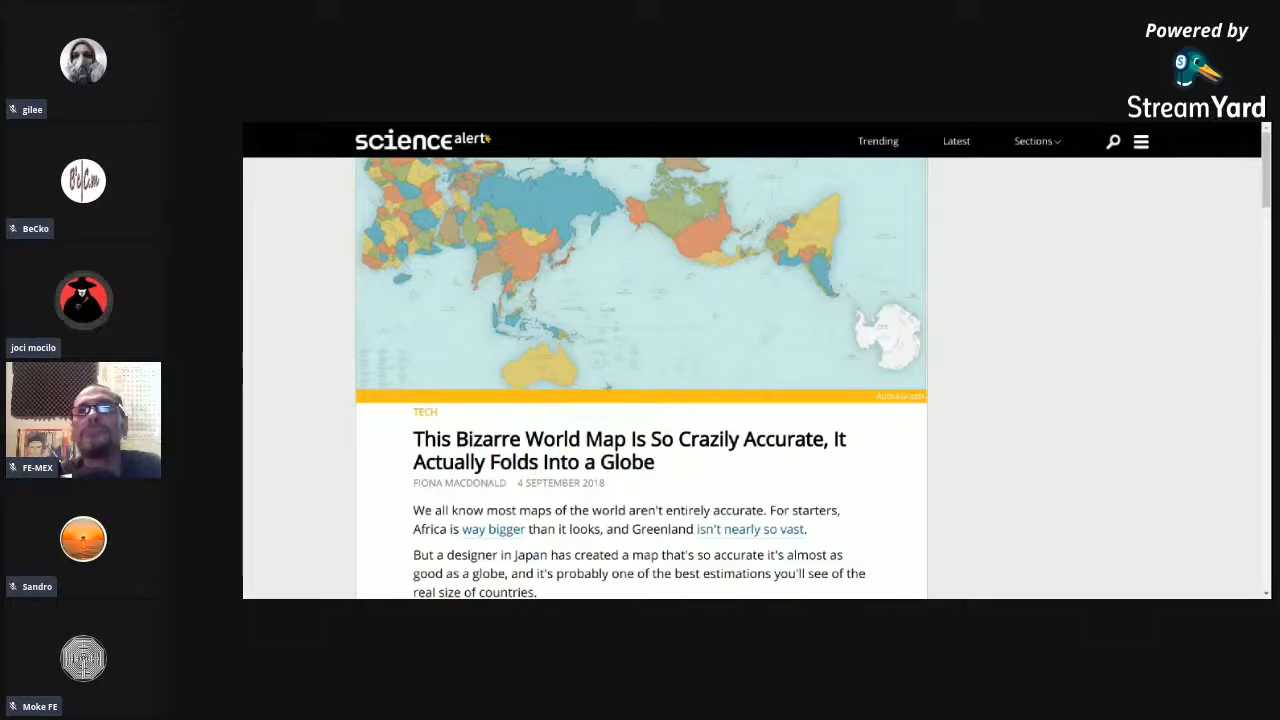 Powered by
StreamYard
gilee
BeCko
joci mocilo
FE-MEX
Sandro
Moke FE
sciencealert
Trending
Latest
Sections
AuthaGraph
TECH
This Bizarre World Map Is So Crazily Accurate, It
Actually Folds Into a Globe
FIONA MACDONALD 4 SEPTEMBER 2018
We all know most maps of the world aren't entirely accurate. For starters,
Africa is way bigger than it looks, and Greenland isn't nearly so vast.
But a designer in Japan has created a map that's so accurate it's almost as
good as a globe, and it's probably one of the best estimations you'll see of the
real size of countries.